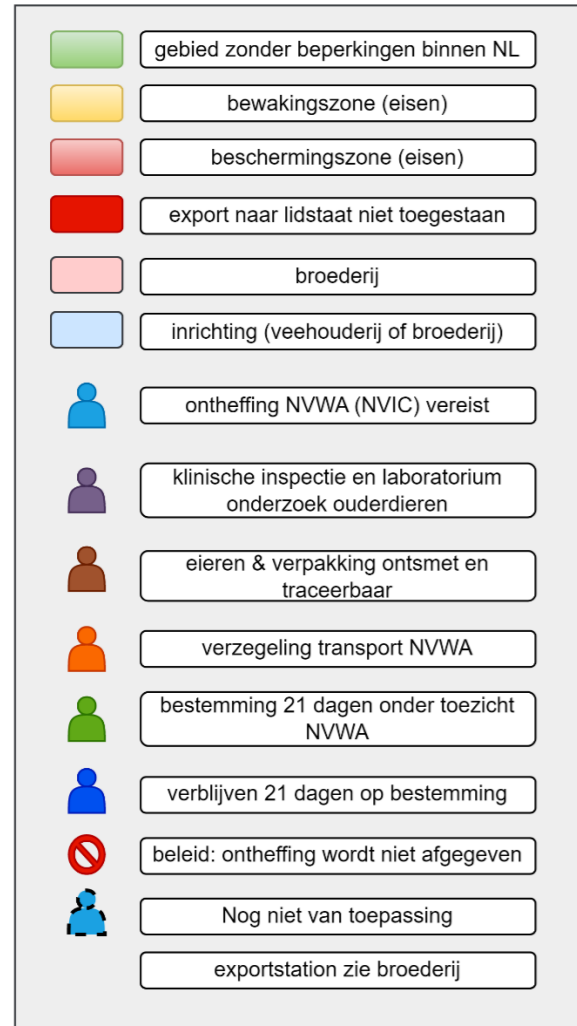 gebied zonder beperkingen binnen NL
bewakingszone (eisen)
beschermingszone (eisen)
export naar lidstaat niet toegestaan
broederij
inrichting (veehouderij of broederij)
ontheffing NVWA (NVIC) vereist
klinische inspectie en laboratorium
onderzoek ouderdieren
eieren & verpakking ontsmet en
traceerbaar
verzegeling transport NVWA
bestemming 21 dagen onder toezicht
NVWA
verblijven 21 dagen op bestemming
beleid: ontheffing wordt niet afgegeven
Nog niet van toepassing
exportstation zie broederij